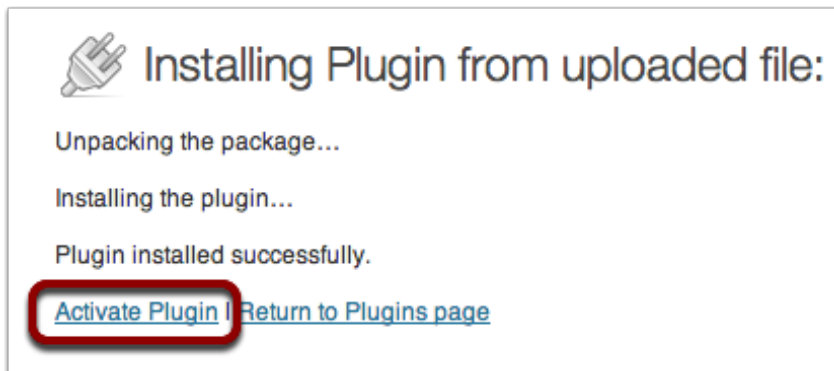 Installing Plugin from uploaded file:
Unpacking the package…
Installing the plugin…
Plugin installed successfully.
Activate Plugin | Return to Plugins page